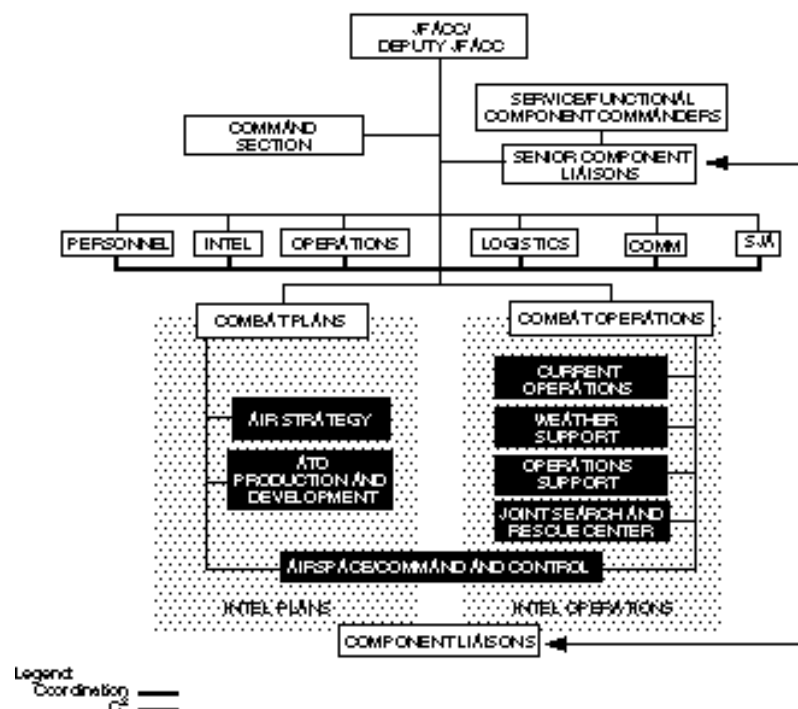 JFACC/
DEPUTY JFACC
SERVICE/FUNCTIONAL
COMPONENT COMMANDERS
COMMAND
SECTION
SENIOR COMPONENT
LIAISONS
PERSONNEL
INTEL
OPERATIONS
LOGISTICS
COMM
SJA
COMBAT PLANS
COMBAT OPERATIONS
CURRENT
OPERATIONS
AIR STRATEGY
WEATHER
SUPPORT
ATO
PRODUCTION AND
DEVELOPMENT
OPERATIONS
SUPPORT
JOINT SEARCH AND
RESCUE CENTER
AIRSPACE/COMMAND AND CONTROL
INTEL PLANS
INTEL OPERATIONS
COMPONENT LIAISONS
Legend:
Coordination